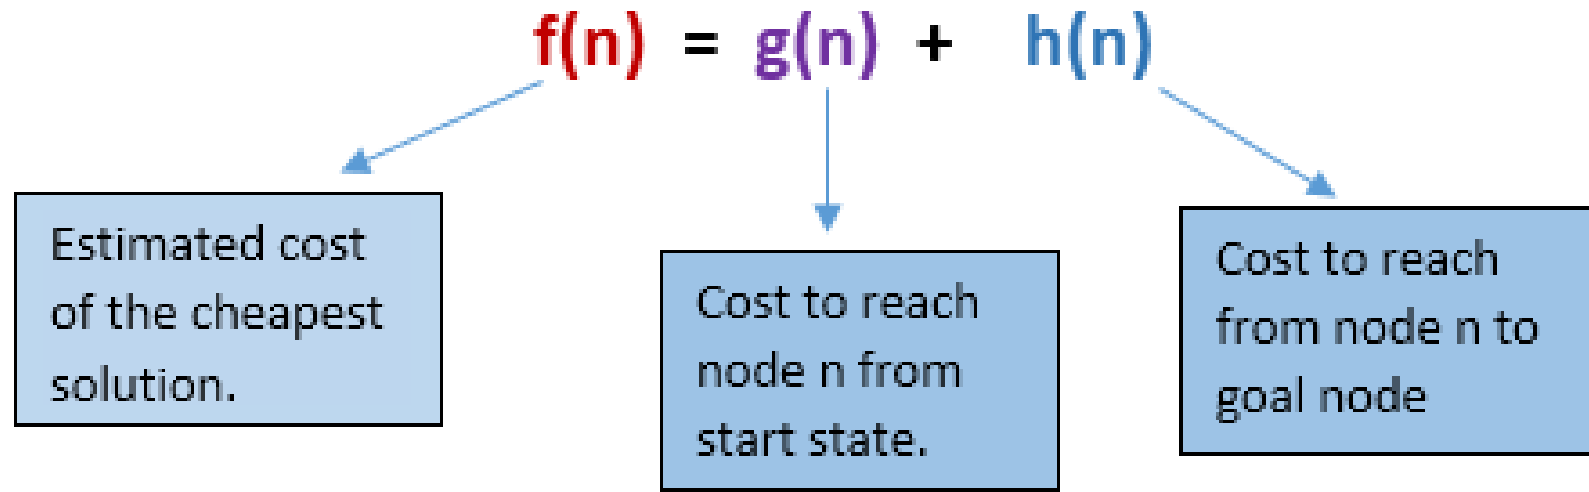 f(n) = g(n) + h(n)
Estimated cost
of the cheapest
solution.
Cost to reach
node n from
start state.
Cost to reach
from node n to
goal node